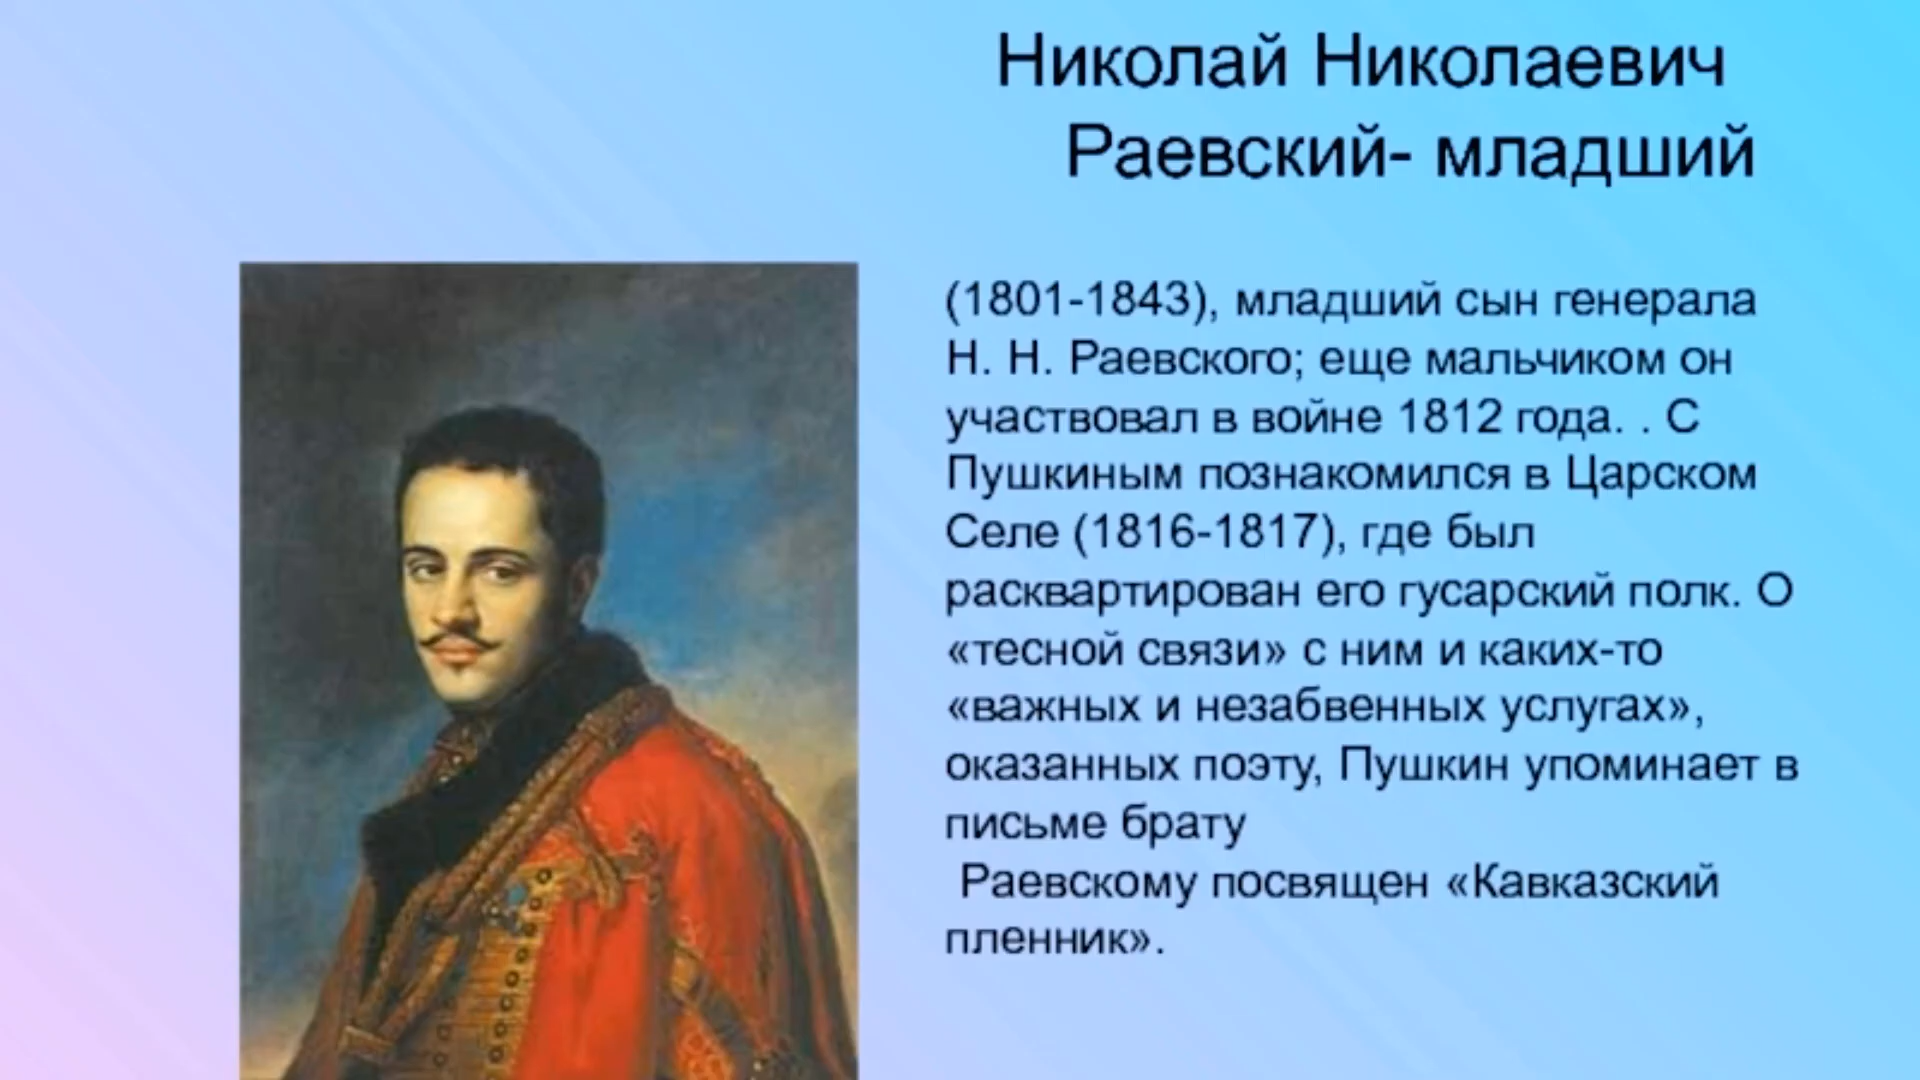 Николай Николаевич
Раевский- младший
(1801-1843), младший сын генерала
Н. Н. Раевского; еще мальчиком он
участвовал в войне 1812 года. . С
Пушкиным познакомился в Царском
Селе (1816-1817), где был
расквартирован его гусарский полк. О
«тесной связи» с ним и каких-то
«важных и незабвенных услугах»,
оказанных поэту, Пушкин упоминает в
письме брату
Раевскому посвящен «Кавказский
пленник».